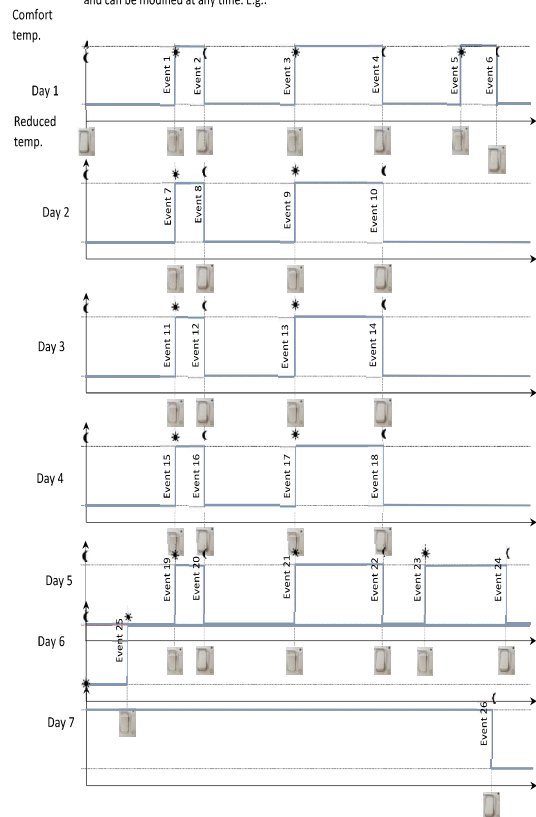 and can be modified at any time. E.g.:
Comfort
temp.
Event 1
Event 2
Event 3
Event 4
Event 5
Event 6
Day 1
Reduced
temp.
Event 7
Event 8
Event 9
Event 10
Day 2
Event 11
Event 12
Event 13
Event 14
Day 3
Event 15
Event 16
Event 17
Event 18
Day 4
Event 19
Event 20
Event 21
Event 22
Event 23
Event 24
Day 5
Event 25
Day 6
Event 26
Day 7